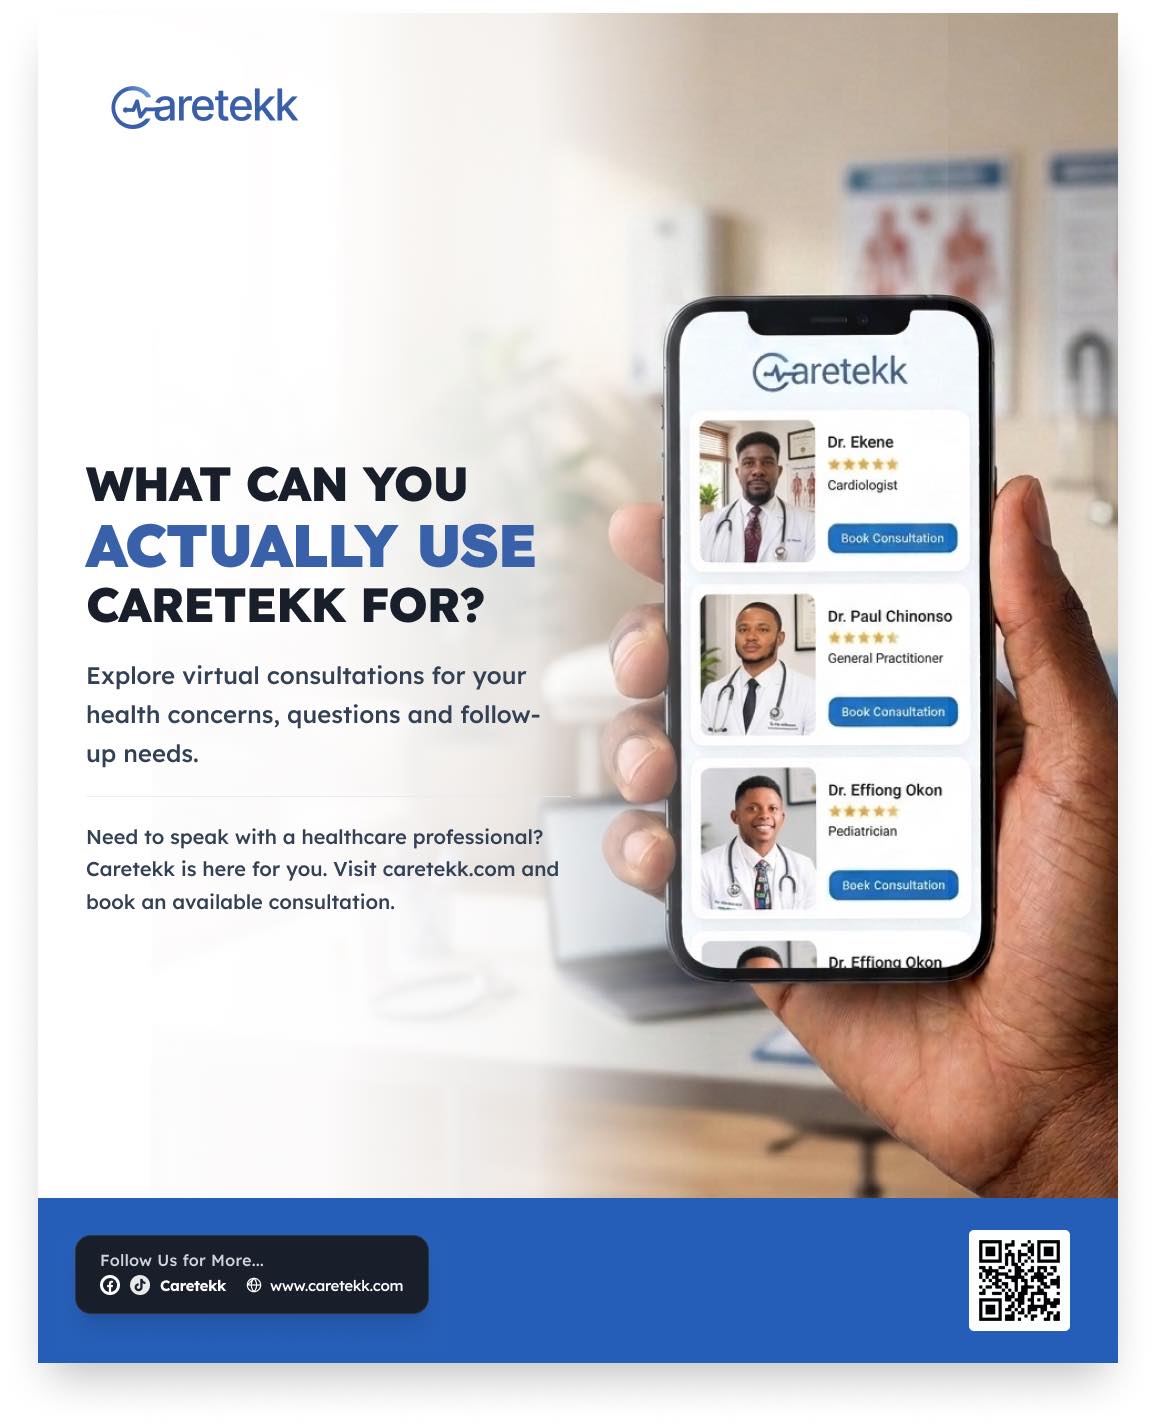 Caretekk
WHAT CAN YOU
ACTUALLY USE
CARETEKK FOR?
Explore virtual consultations for your
health concerns, questions and follow-
up needs.
Need to speak with a healthcare professional?
Caretekk is here for you. Visit caretekk.com and
book an available consultation.
Caretekk
Dr. Ekene
Cardiologist
Book Consultation
Dr. Paul Chinonso
General Practitioner
Book Conaultation
Dr. Effiong Okon
Pediatrician
Boek Consultation
Dr. Effiong Okon
Follow Us for More...
Caretekk www.caretekk.com